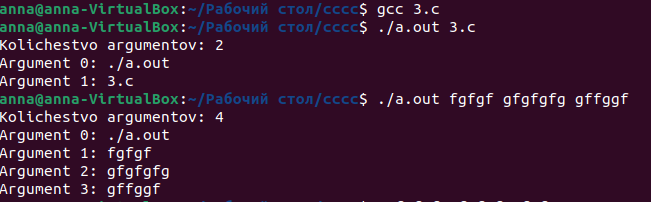 anna@anna-VirtualBox:~/Рабочий стол/сссс$ gcc 3.c
anna@anna-VirtualBox:~/Рабочий стол/сссс$ ./a.out 3.c
Kolichestvo argumentov: 2
Argument 0: ./a.out
Argument 1: 3.c
anna@anna-VirtualBox:~/Рабочий стол/сссс$ ./a.out fgfgf gfgfgfg gffggf
Kolichestvo argumentov: 4
Argument 0: ./a.out
Argument 1: fgfgf
Argument 2: gfgfgfg
Argument 3: gffggf